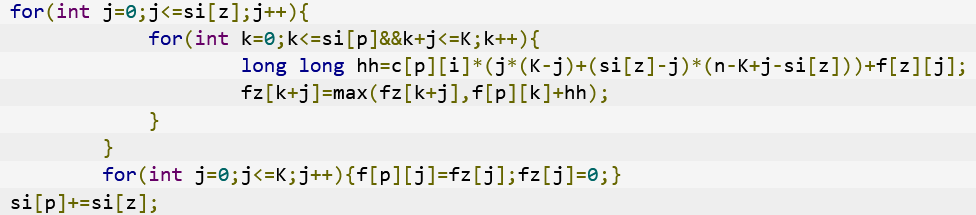 for(int j=0;j<=si[z];j++){
for(int k=0;k<=si[p]&&k+j<=K;k++){
long long hh=c[p][i]*(j*(K-j)+(si[z]-j)*(n-K+j-si[z]))+f[z][j];
fz[k+j]=max(fz[k+j],f[p][k]+hh);
}
}
for(int j=0;j<=K;j++){f[p][j]=fz[j];fz[j]=0;}
si[p]+=si[z];